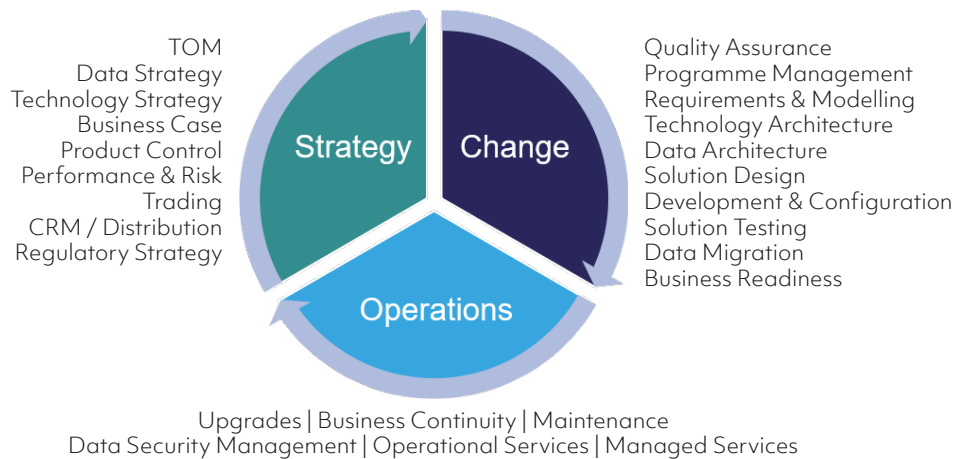 TOM
Data Strategy
Technology Strategy
Business Case
Product Control
Performance & Risk
Trading
CRM / Distribution
Regulatory Strategy
Strategy
Change
Quality Assurance
Programme Management
Requirements & Modelling
Technology Architecture
Data Architecture
Solution Design
Development & Configuration
Solution Testing
Data Migration
Business Readiness
Operations
Upgrades | Business Continuity | Maintenance
Data Security Management | Operational Services | Managed Services